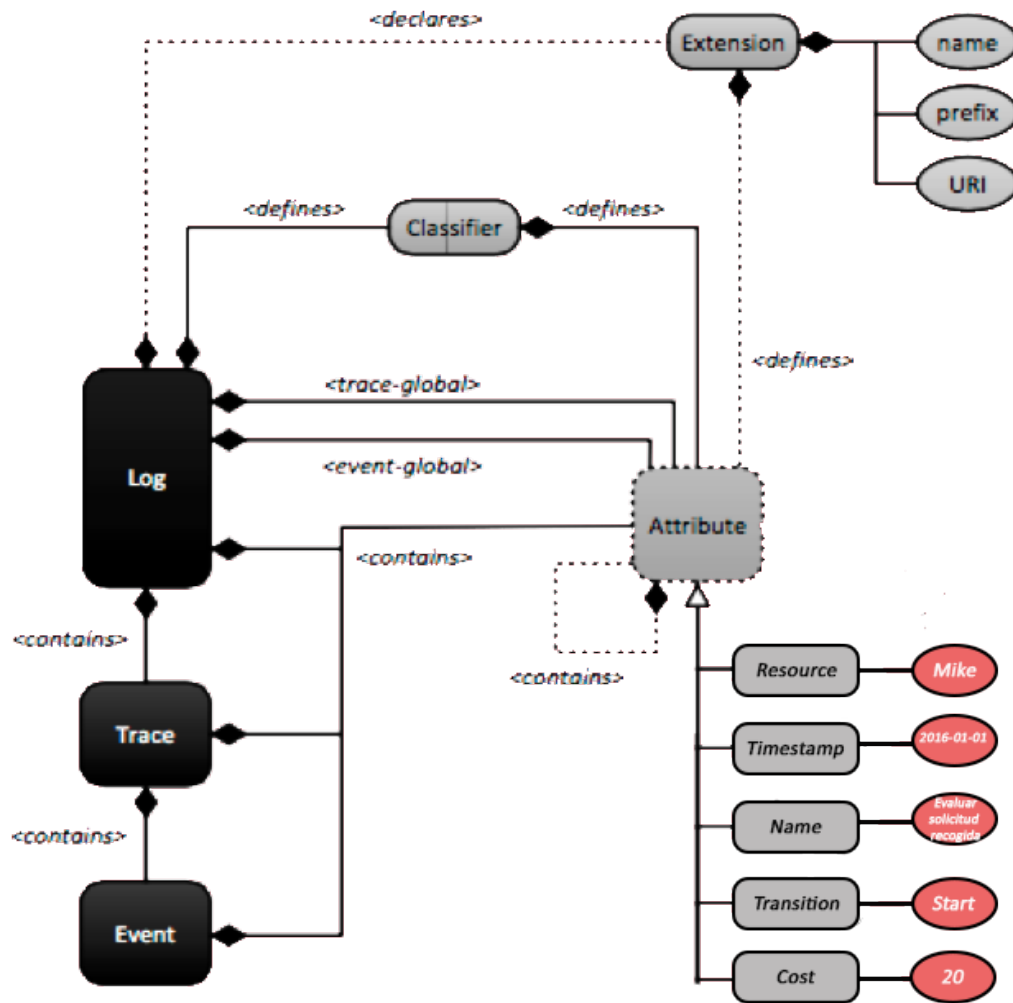 <declares>
Extension
name
prefix
URI
<defines>
Classifier
<defines>
<defines>
<trace-global>
<event-global>
Log
Attribute
<contains>
<contains>
<contains>
Resource
Mike
Trace
Timestamp
2016-01-01
<contains>
Name
Evaluar
solicitud
recogida
Transition
Start
Event
Cost
20